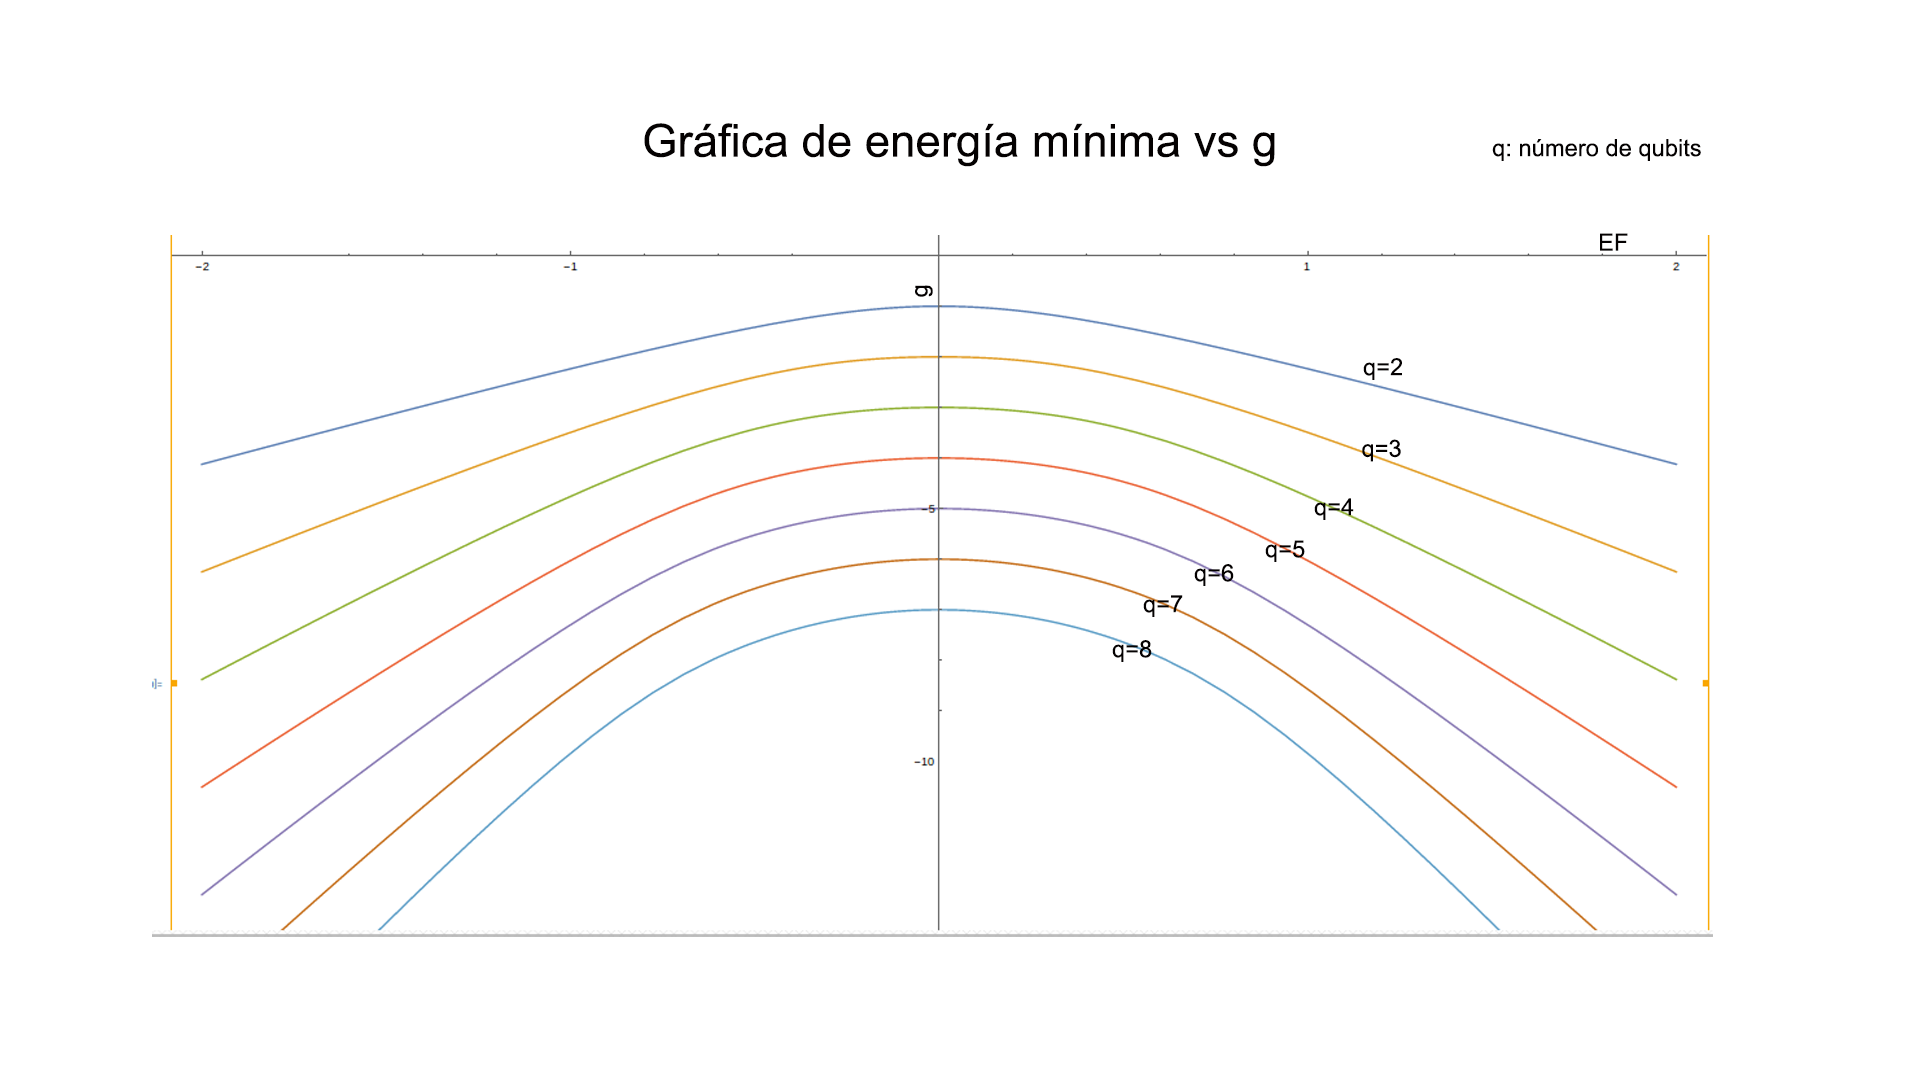 Gráfica de energía mínima vs g
q: número de qubits
EF
-2
-1
1
2
g
q=2
q=3
q=4
-5
q=5
q=6
q=7
q=8
]=
-10